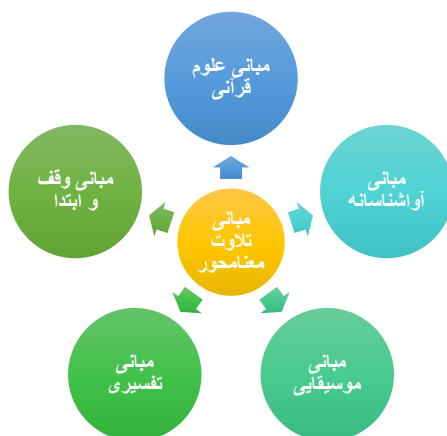 مبانی علوم
قرآنی
مبانی
آواشناسانه
مبانی
موسیقایی
مبانی
تفسیری
مبانی وقف
و ابتدا
مبانی
تلاوت
معنامحور